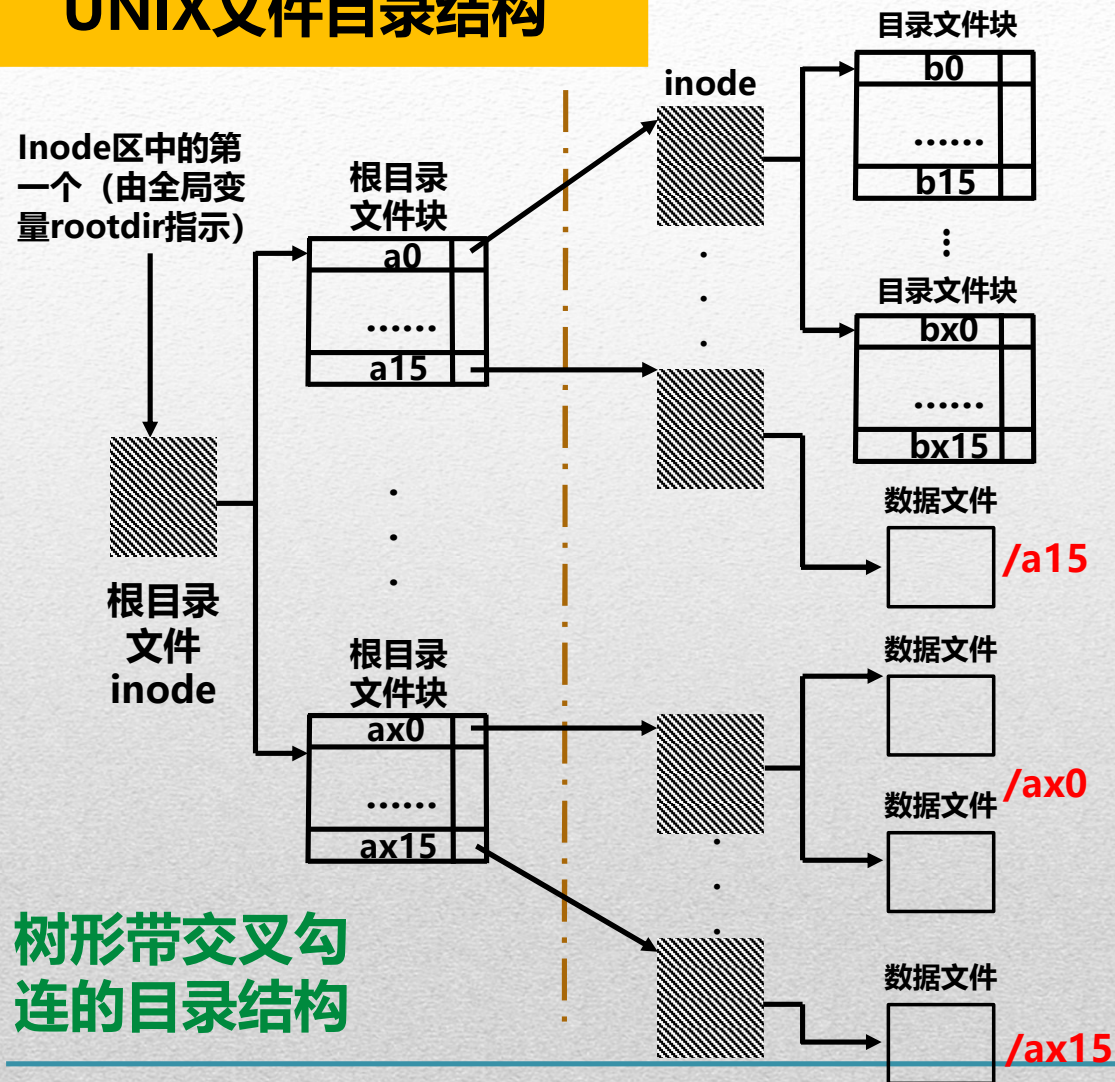 UNIX文件目录结构
目录文件块
b0
......
b15
⋮
inode
Inode区中的第
一个（由全局变
量rootdir指示）
根目录
文件块
a0
......
a15
目录文件块
bx0
......
bx15
数据文件
/a15
根目录
文件
inode
根目录
文件块
ax0
......
ax15
数据文件
/ax0
数据文件
树形带交叉勾
连的目录结构
数据文件
/ax15